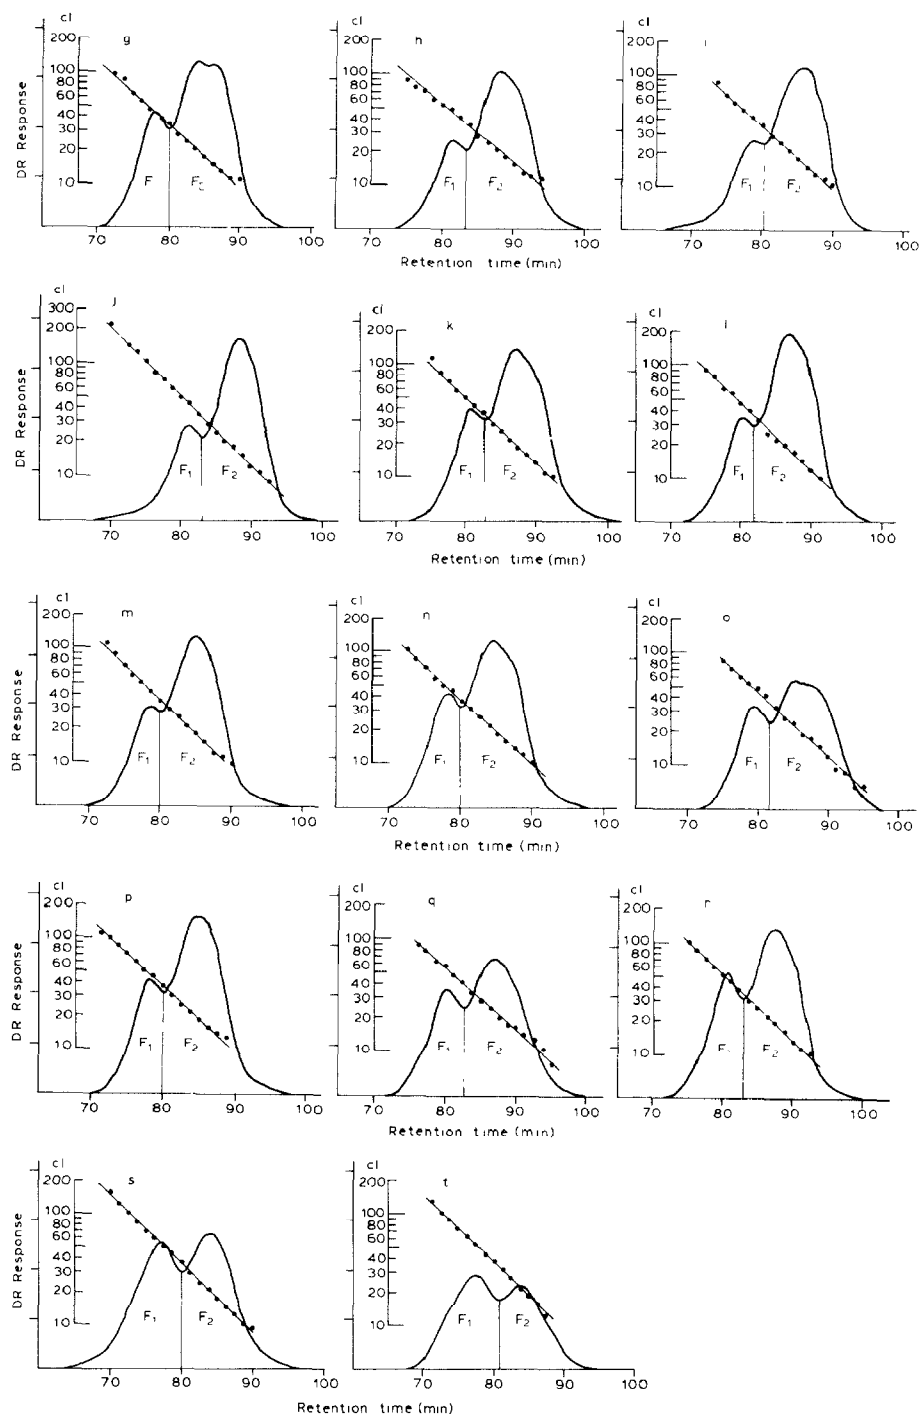 cl g 200 100 80 60 40 30 20 10 F F₂ 70 80 90 100
cl h 200 100 80 60 40 30 20 10 F₁ F₂ 70 80 90 100
cl i 200 100 80 60 40 30 20 10 F₁ F₂ 70 80 90 100
DR Response
Retention time (min)
cl j 300 200 100 80 60 40 30 20 10 F₁ F₂ 70 80 90 100
cl k 200 100 80 60 40 30 20 10 F₁ F₂ 70 80 90 100
cl l 200 100 80 60 40 30 20 10 F₁ F₂ 70 80 90 100
DR Response
Retention time (min)
cl m 200 100 80 60 40 30 20 10 F₁ F₂ 70 80 90 100
cl n 200 100 80 60 40 30 20 10 F₁ F₂ 70 80 90 100
cl o 200 100 80 60 40 30 20 10 F₁ F₂ 70 80 90 100
DR Response
Retention time (min)
cl p 200 100 80 60 40 30 20 10 F₁ F₂ 70 80 90 100
cl q 200 100 80 60 40 30 20 10 F₁ F₂ 70 80 90 100
cl r 200 100 80 60 40 30 20 10 F₂ 70 80 90 100
DR Response
Retention time (min)
cl s 200 100 80 60 40 30 20 10 F₁ F₂ 70 80 90 100
cl t 200 100 80 60 40 30 20 10 F₁ F₂ 70 80 90 100
DR Response
Retention time (min)